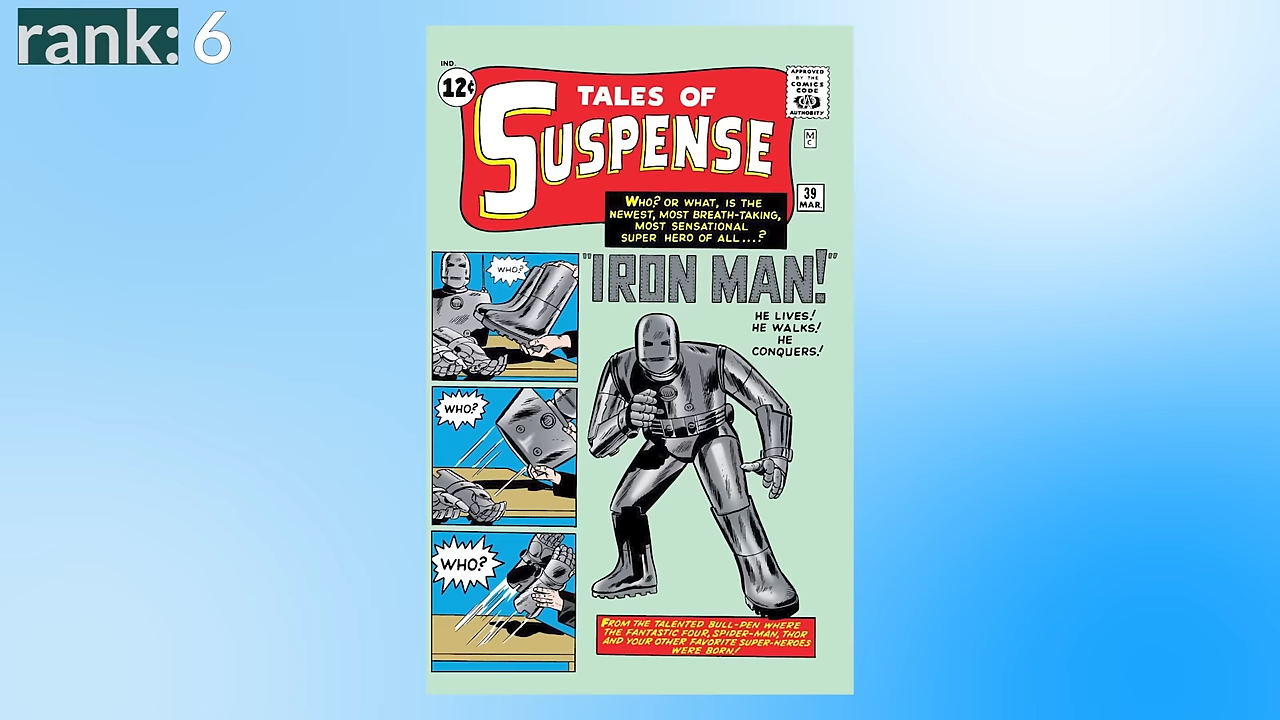 rank: 6
IND.
12¢
TALES OF
SUSPENSE
APPROVED
BY THE
COMICS
CODE
CA
AUTHORITY
M
C
39
MAR.
WHO? OR WHAT, IS THE
NEWEST, MOST BREATH-TAKING,
MOST SENSATIONAL
SUPER HERO OF ALL...?
"IRON MAN!"
HE LIVES!
HE WALKS!
HE
CONQUERS!
WHO?
WHO?
WHO?
FROM THE TALENTED BULL-PEN WHERE
THE FANTASTIC FOUR, SPIDER-MAN, THOR
AND YOUR OTHER FAVORITE SUPER-HEROES
WERE BORN!